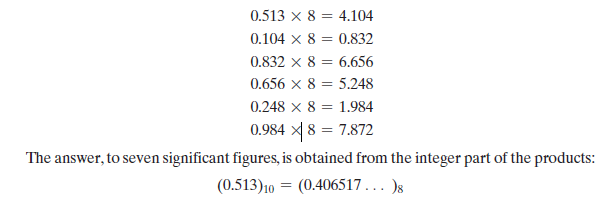 0.513 × 8 = 4.104
0.104 × 8 = 0.832
0.832 × 8 = 6.656
0.656 × 8 = 5.248
0.248 × 8 = 1.984
0.984 × 8 = 7.872
The answer, to seven significant figures, is obtained from the integer part of the products:
(0.513)₁₀ = (0.406517 . . . )₈